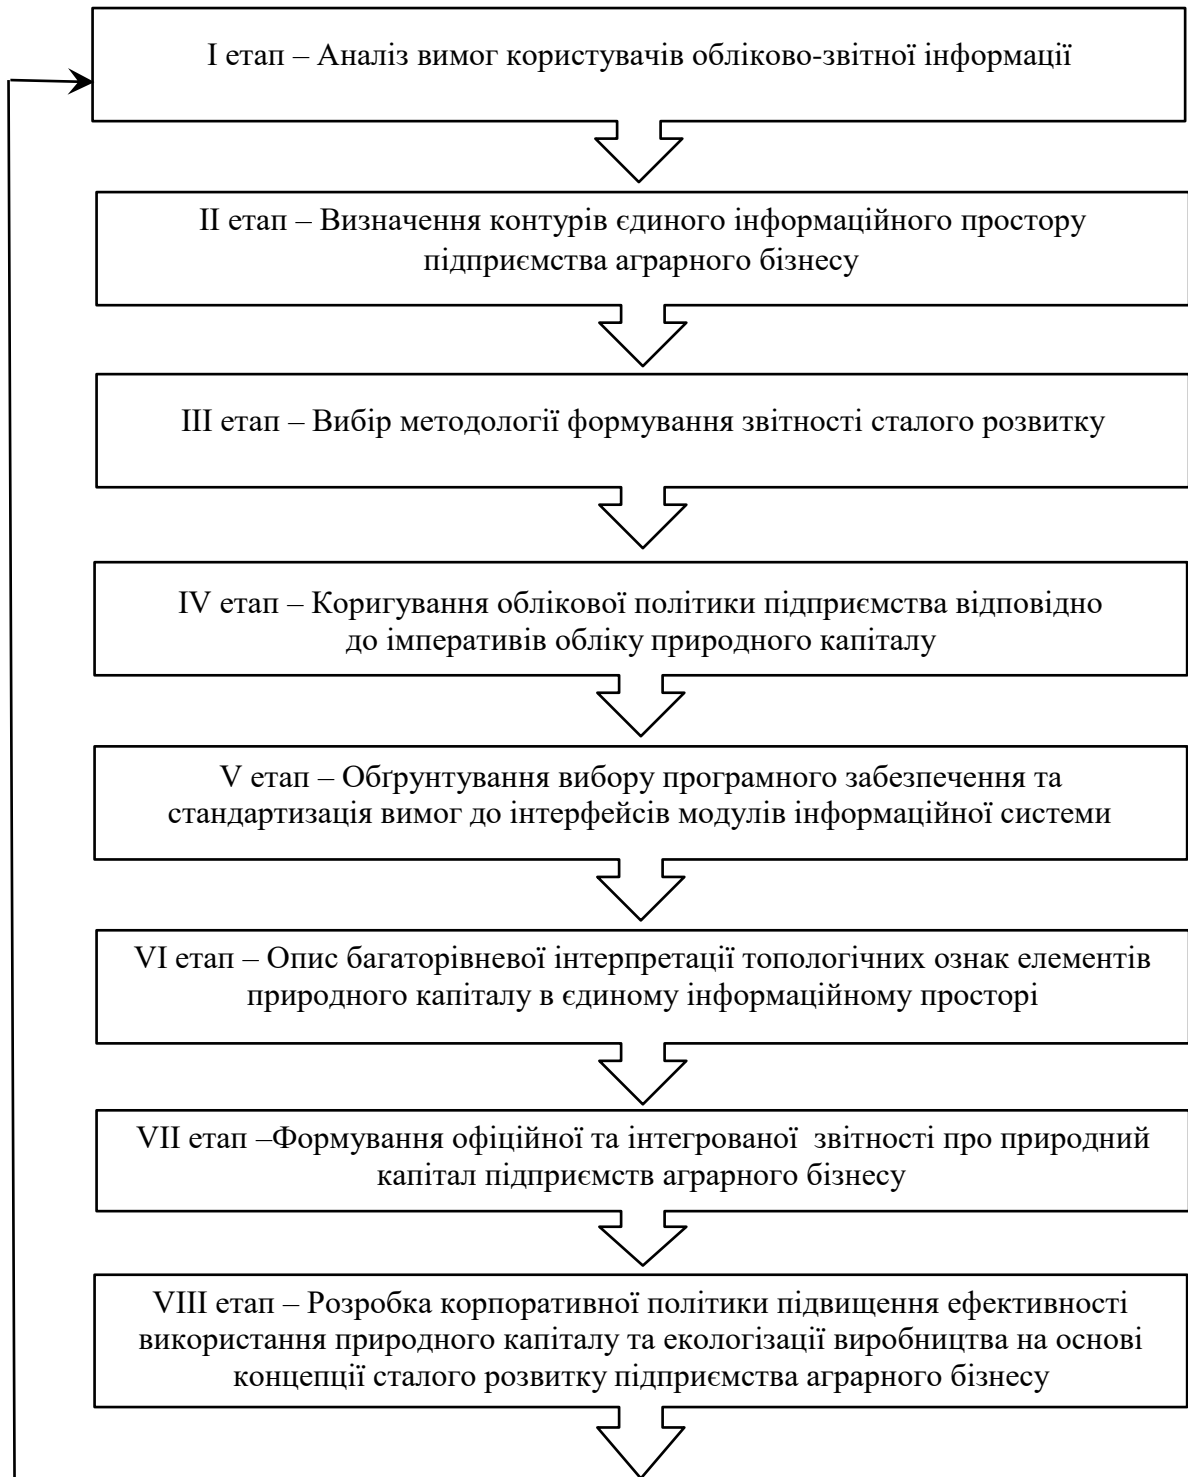 І етап – Аналіз вимог користувачів обліково-звітної інформації
ІІ етап – Визначення контурів єдиного інформаційного простору
підприємства аграрного бізнесу
ІІІ етап – Вибір методології формування звітності сталого розвитку
IV етап – Коригування облікової політики підприємства відповідно
до імперативів обліку природного капіталу
V етап – Обґрунтування вибору програмного забезпечення та
стандартизація вимог до інтерфейсів модулів інформаційної системи
VI етап – Опис багаторівневої інтерпретації топологічних ознак елементів
природного капіталу в єдиному інформаційному просторі
VII етап –Формування офіційної та інтегрованої  звітності про природний
капітал підприємств аграрного бізнесу
VIII етап – Розробка корпоративної політики підвищення ефективності
використання природного капіталу та екологізації виробництва на основі
концепції сталого розвитку підприємства аграрного бізнесу